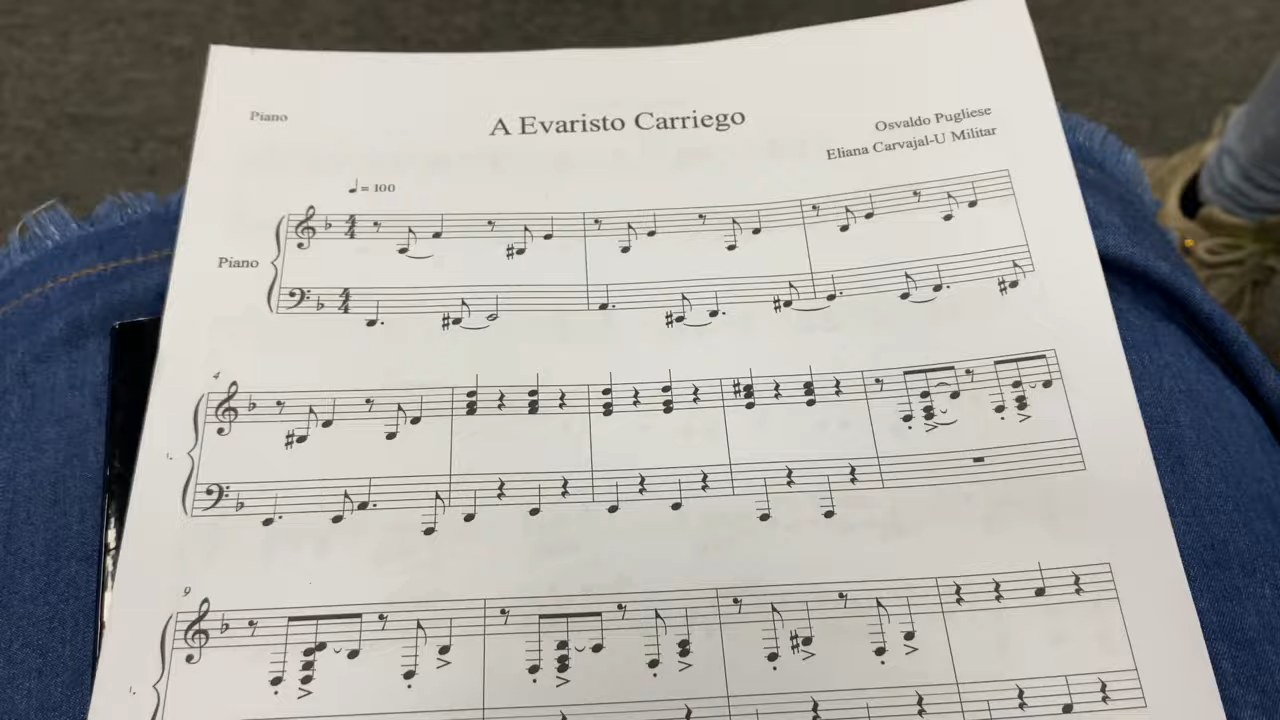 Piano
A Evaristo Carriego
Osvaldo Pugliese
Eliana Carvajal-U Militar
= 100
Piano
4
9